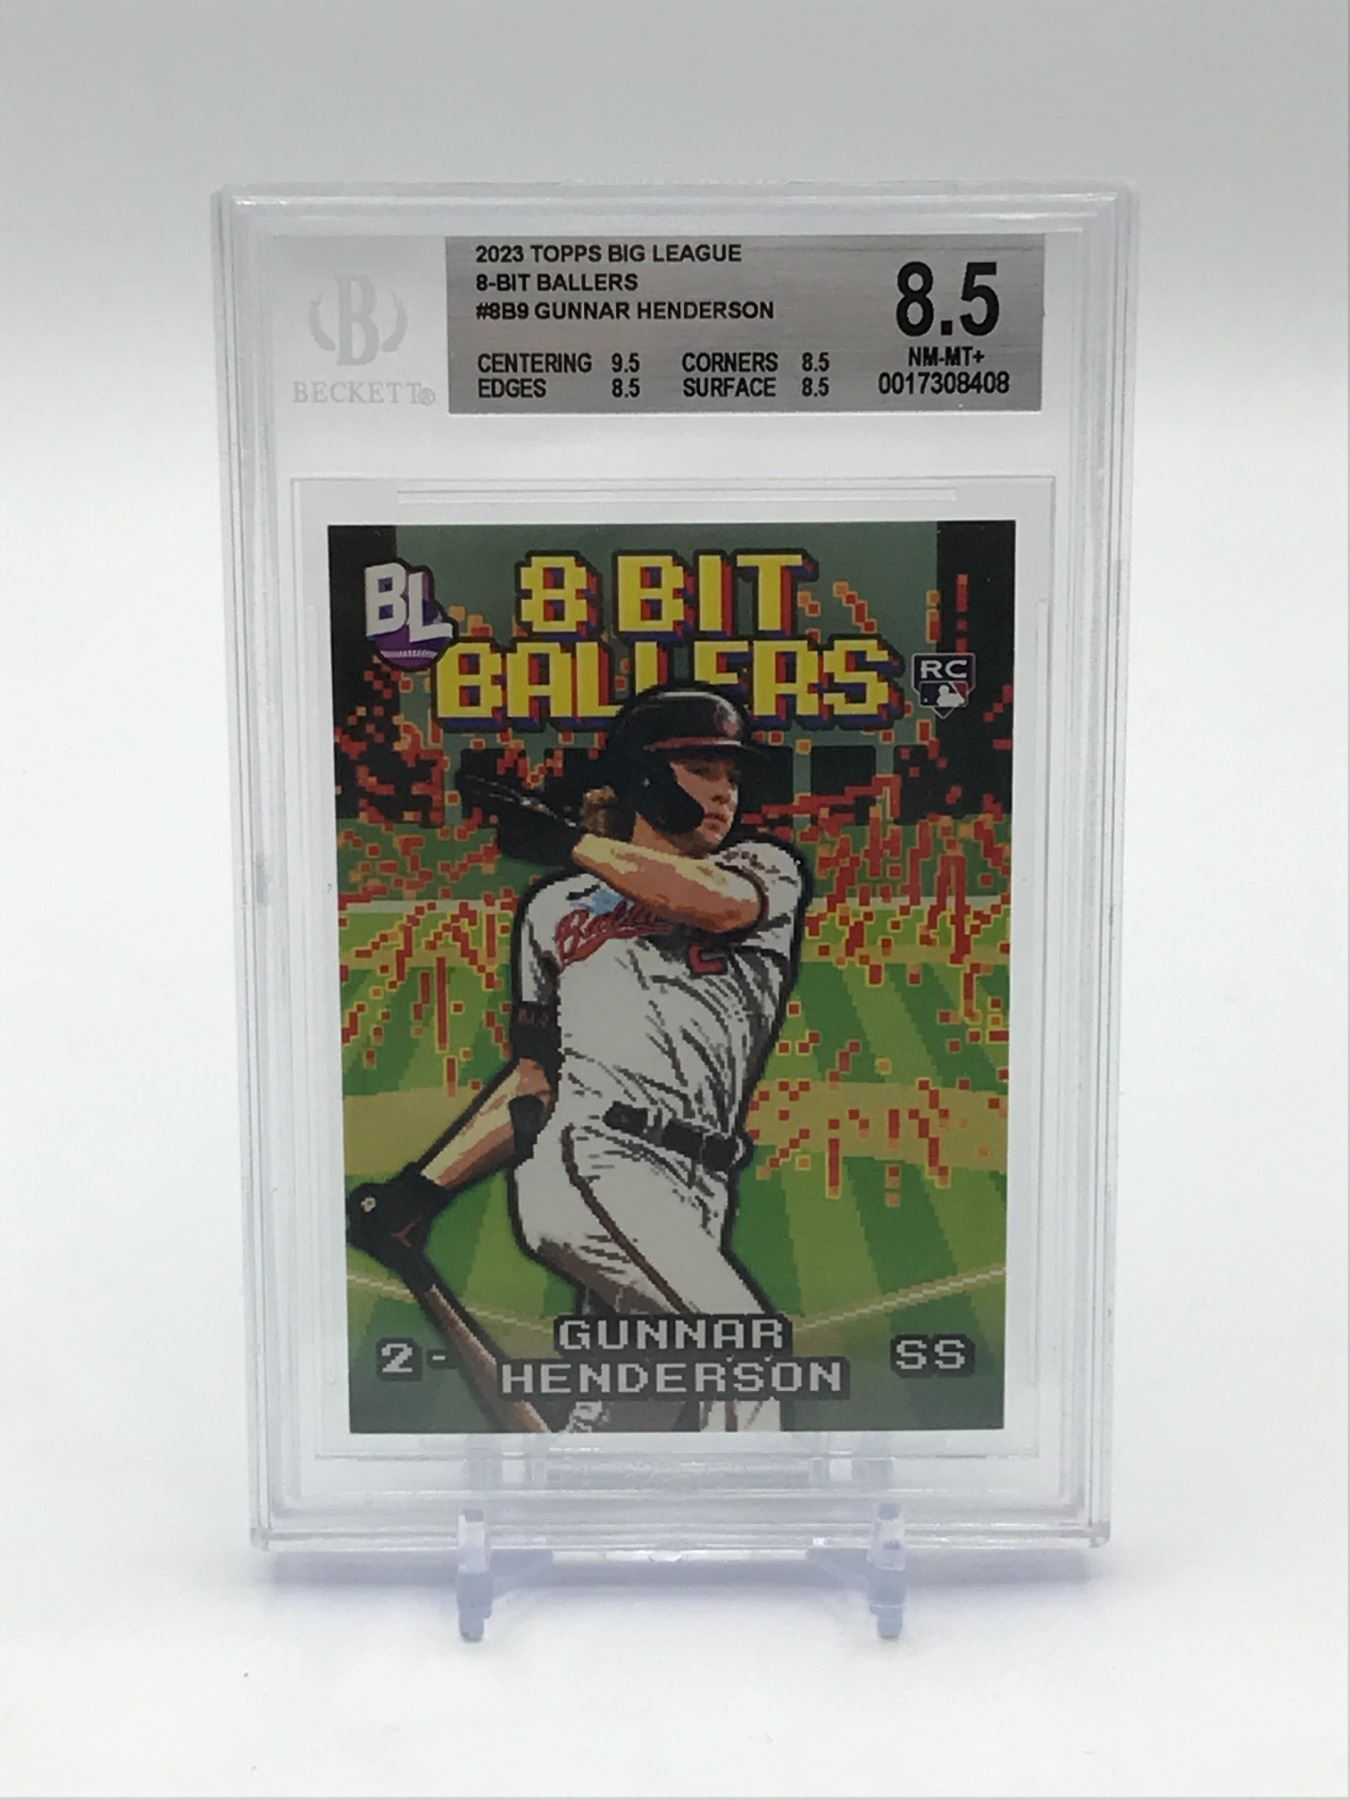 2023 TOPPS BIG LEAGUE
8-BIT BALLERS
#8B9 GUNNAR HENDERSON
8.5
NM-MT+
0017308408
CENTERING 9.5 CORNERS 8.5
EDGES 8.5 SURFACE 8.5
B
BECKETT®
BL
8 BIT
BALLERS
RC
2
2-
GUNNAR
HENDERSON
SS